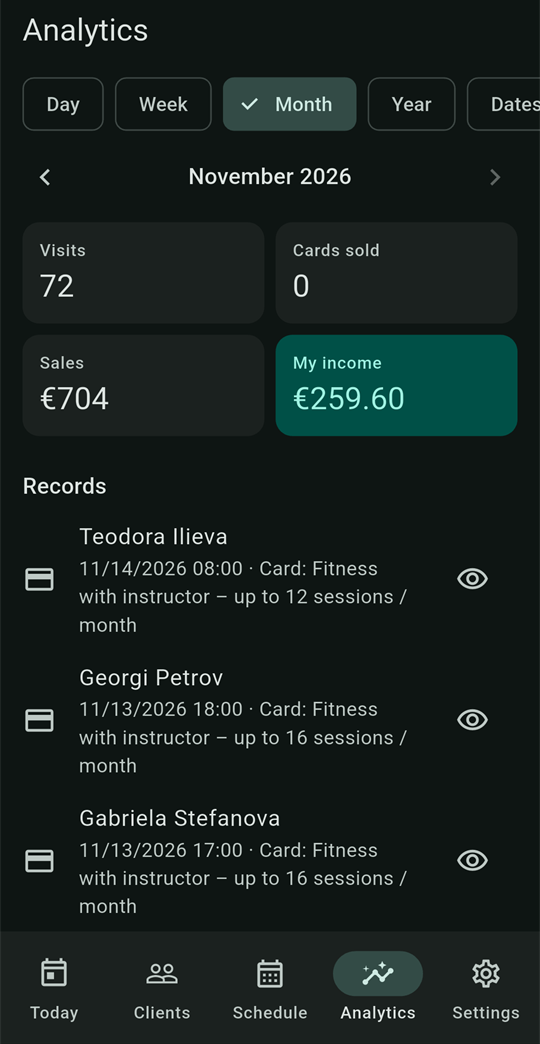 Analytics
Day
Week
Month
Year
Dates
November 2026
Visits
72
Cards sold
0
Sales
€704
My income
€259.60
Records
Teodora Ilieva
11/14/2026 08:00 · Card: Fitness
with instructor – up to 12 sessions /
month
Georgi Petrov
11/13/2026 18:00 · Card: Fitness
with instructor – up to 16 sessions /
month
Gabriela Stefanova
11/13/2026 17:00 · Card: Fitness
with instructor – up to 16 sessions /
month
Today
Clients
Schedule
Analytics
Settings